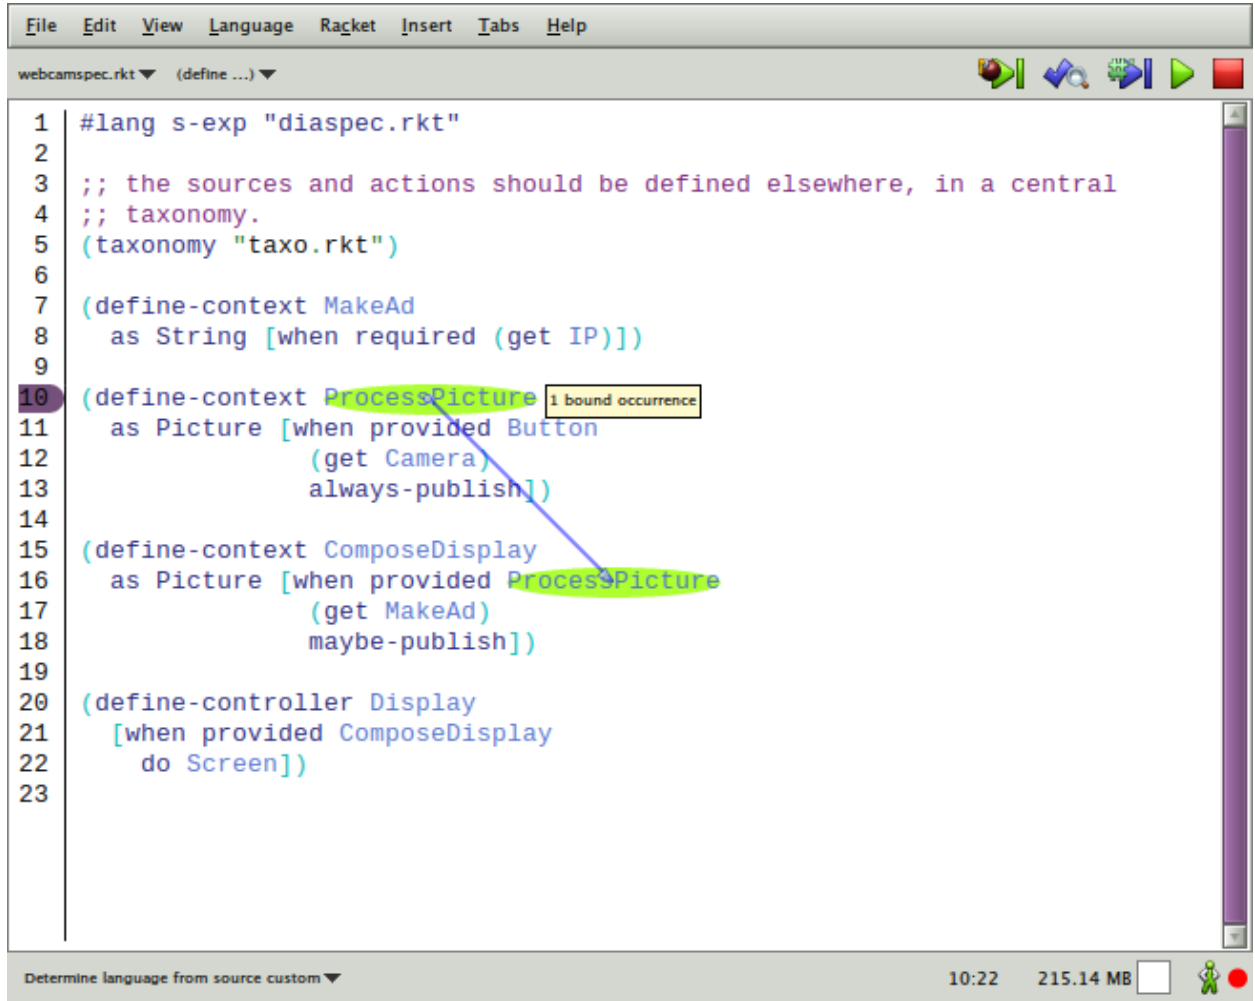 File Edit View Language Racket Insert Tabs Help
webcamspec.rkt (define ...)
1 #lang s-exp "diaspec.rkt"
2
3 ;; the sources and actions should be defined elsewhere, in a central
4 ;; taxonomy.
5 (taxonomy "taxo.rkt")
6
7 (define-context MakeAd
8   as String [when required (get IP)])
9
10 (define-context ProcessPicture 1 bound occurrence
11   as Picture [when provided Button
12                (get Camera)
13                always-publish])
14
15 (define-context ComposeDisplay
16   as Picture [when provided ProcessPicture
17                (get MakeAd)
18                maybe-publish])
19
20 (define-controller Display
21   [when provided ComposeDisplay
22     do Screen])
23
Determine language from source custom 10:22 215.14 MB